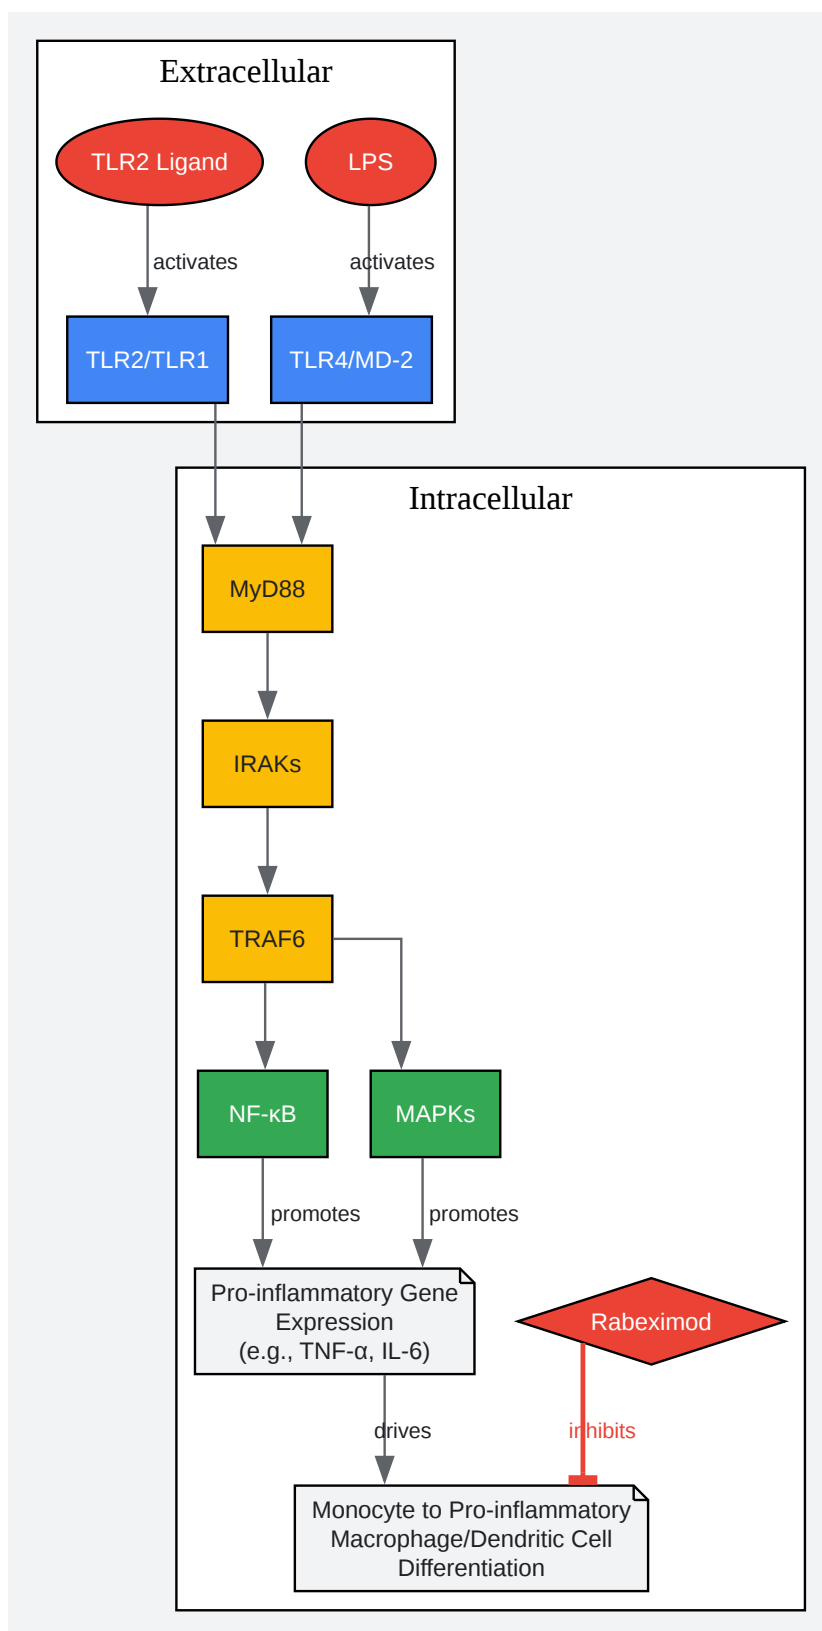 Extracellular
TLR2 Ligand
LPS
activates
activates
TLR2/TLR1
TLR4/MD-2
Intracellular
MyD88
IRAKs
TRAF6
NF-κB
MAPKs
promotes
promotes
Pro-inflammatory Gene
Expression
(e.g., TNF-α, IL-6)
Rabeximod
drives
inhibits
Monocyte to Pro-inflammatory
Macrophage/Dendritic Cell
Differentiation